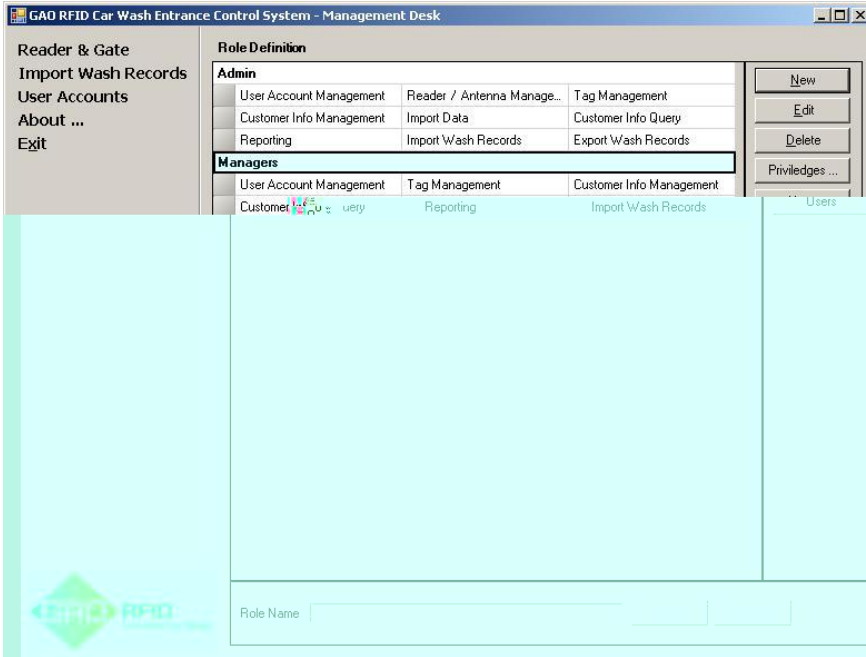 GAO RFID Car Wash Entrance Control System - Management Desk
Reader & Gate
Import Wash Records
User Accounts
About ...
Exit
Role Definition
Admin
User Account Management Reader / Antenna Manage... Tag Management
Customer Info Management Import Data Customer Info Query
Reporting Import Wash Records Export Wash Records
Managers
User Account Management Tag Management Customer Info Management
Customer Reporting Import Wash Records
New
Edit
Delete
Priviledges ...
Users
RFID
Role Name